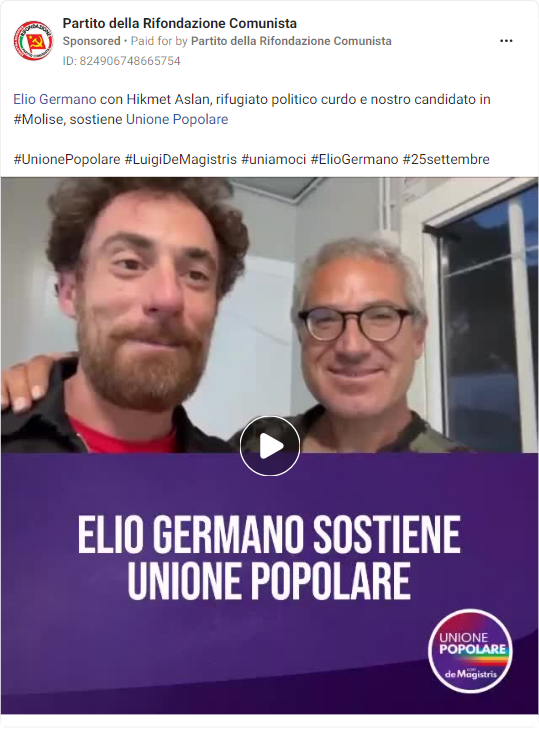 Partito della Rifondazione Comunista
Sponsored • Paid for by Partito della Rifondazione Comunista
ID: 824906748665754
Elio Germano con Hikmet Aslan, rifugiato politico curdo e nostro candidato in
#Molise, sostiene Unione Popolare
#UnionePopolare #LuigiDeMagistris #uniamoci #ElioGermano #25settembre
ELIO GERMANO SOSTIENE
UNIONE POPOLARE
UNIONE
POPOLARE
con
de Magistris